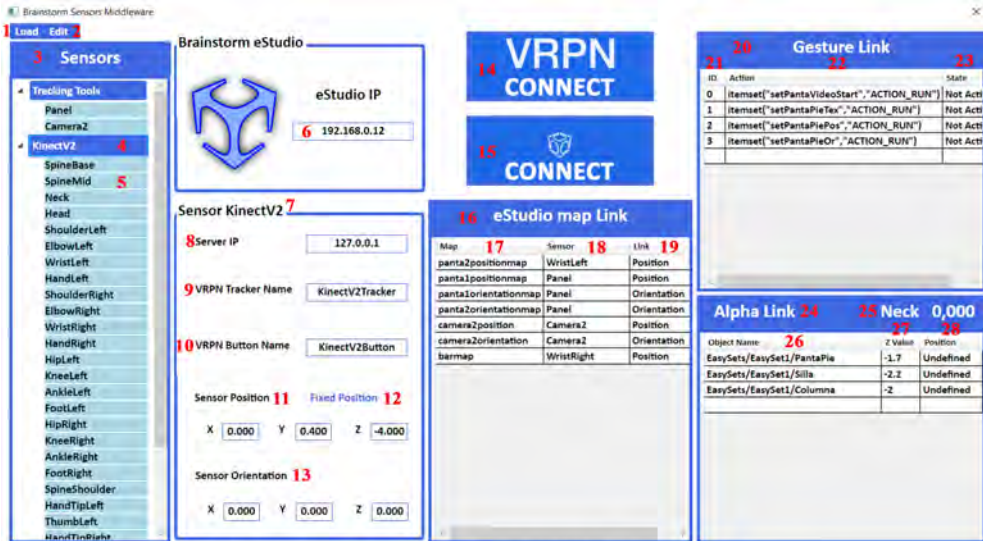 Brainstorm Sensors Middleware
1 Load Edit 2
3 Sensors
Tracking Tools
Panel
Camera2
KinectV2 4
SpineBase
SpineMid 5
Neck
Head
ShoulderLeft
ElbowLeft
WristLeft
HandLeft
ShoulderRight
ElbowRight
WristRight
HandRight
HipLeft
KneeLeft
AnkleLeft
FootLeft
HipRight
KneeRight
AnkleRight
FootRight
SpineShoulder
HandTipLeft
ThumbLeft
HandTipRight
Brainstorm eStudio
eStudio IP
6 192.168.0.12
Sensor KinectV2 7
8 Server IP 127.0.0.1
9 VRPN Tracker Name KinectV2Tracker
10 VRPN Button Name KinectV2Button
Sensor Position 11 Fixed Position 12
X 0.000 Y 0.400 Z -4.000
Sensor Orientation 13
X 0.000 Y 0.000 Z 0.000
14 VRPN
CONNECT
15
CONNECT
16 eStudio map Link
Map 17 Sensor 18 Link 19
panta2positionmap WristLeft Position
panta1positionmap Panel Position
panta1orientationmap Panel Orientation
panta2orientationmap Panel Orientation
camera2position Camera2 Position
camera2orientation Camera2 Orientation
barmap WristRight Position
20 Gesture Link
21 22 23
ID Action State
0 itemset("setPantaVideoStart","ACTION_RUN") Not Acti
1 itemset("setPantaPieTex","ACTION_RUN") Not Acti
2 itemset("setPantaPiePos","ACTION_RUN") Not Acti
3 itemset("setPantaPieOr","ACTION_RUN") Not Acti
Alpha Link 24 25 Neck 0,000
26 27 28
Object Name Z Value Position
EasySets/EasySet1/PantaPie -1.7 Undefined
EasySets/EasySet1/Silla -2.2 Undefined
EasySets/EasySet1/Columna -2 Undefined